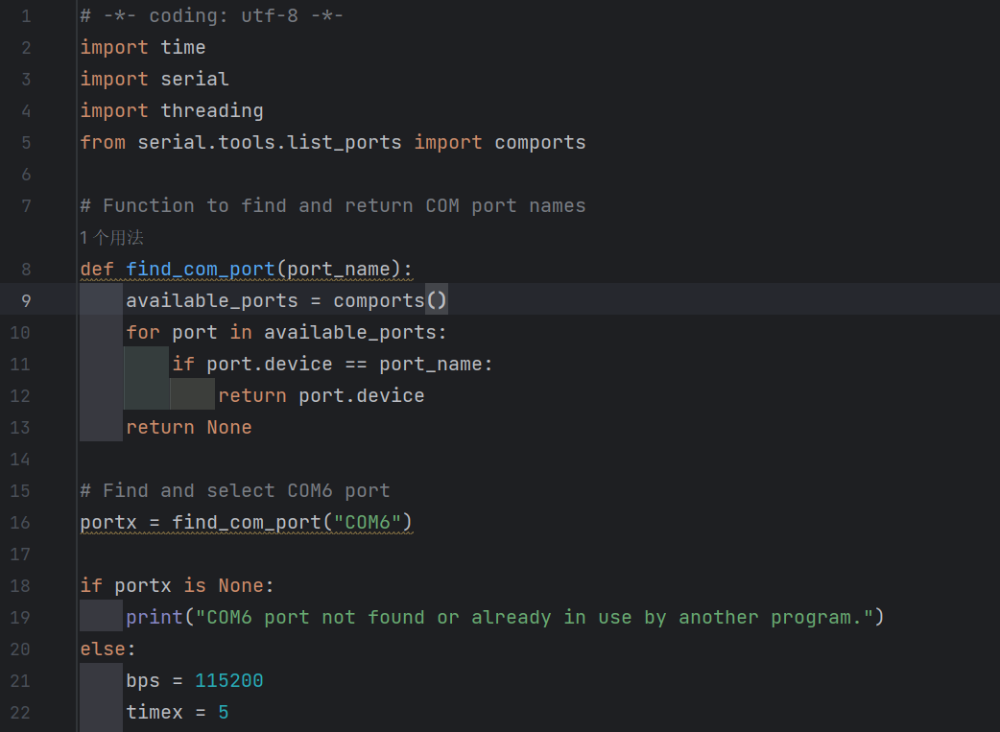 1 # -*- coding: utf-8 -*-
2 import time
3 import serial
4 import threading
5 from serial.tools.list_ports import comports
6
7 # Function to find and return COM port names
1 个用法
8 def find_com_port(port_name):
9     available_ports = comports()
10     for port in available_ports:
11         if port.device == port_name:
12             return port.device
13     return None
14
15 # Find and select COM6 port
16 portx = find_com_port("COM6")
17
18 if portx is None:
19     print("COM6 port not found or already in use by another program.")
20 else:
21     bps = 115200
22     timex = 5